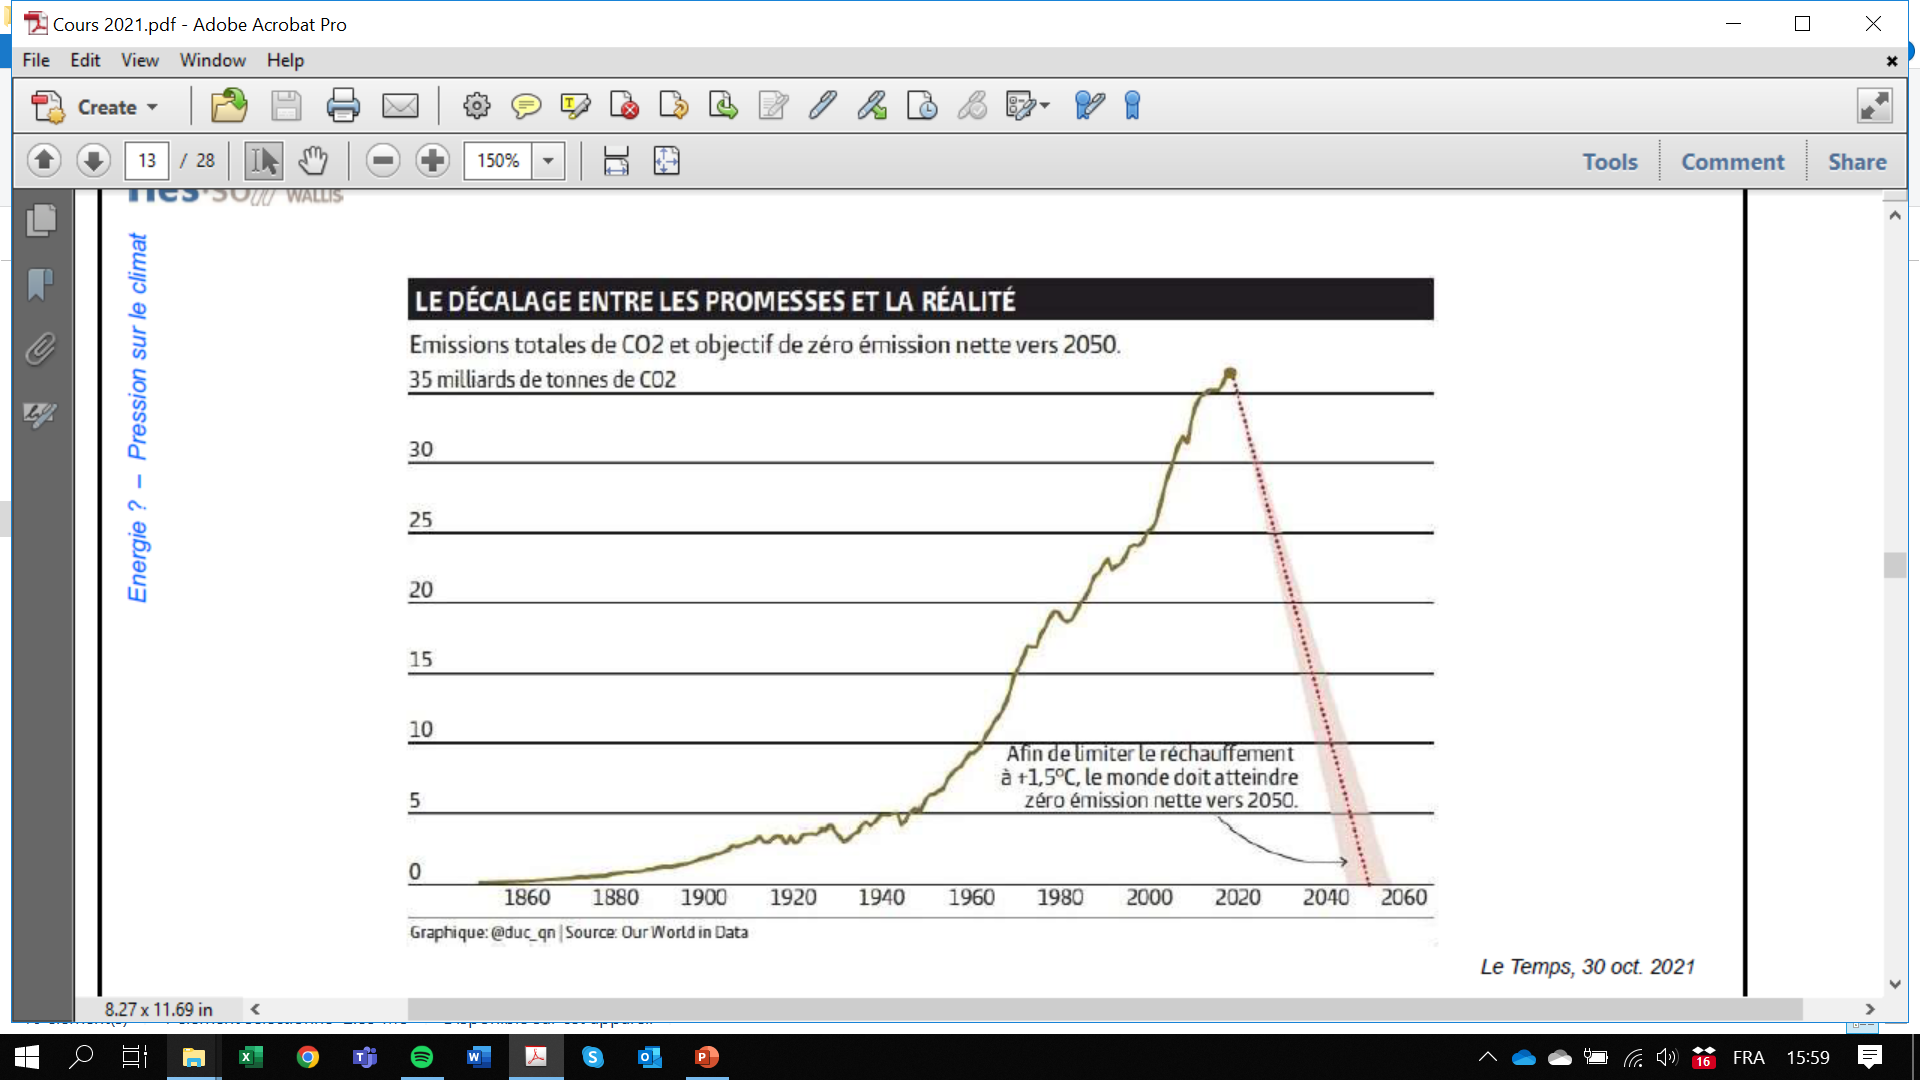 Cours 2021.pdf - Adobe Acrobat Pro
File Edit View Window Help
Create
13 / 28 150% Tools Comment Share
WALLIS
Energie ? – Pression sur le climat
LE DÉCALAGE ENTRE LES PROMESSES ET LA RÉALITÉ
Emissions totales de CO2 et objectif de zéro émission nette vers 2050.
35 milliards de tonnes de CO2
30
25
20
15
10
Afin de limiter le réchauffement
à +1,5°C, le monde doit atteindre
zéro émission nette vers 2050.
5
0
1860 1880 1900 1920 1940 1960 1980 2000 2020 2040 2060
Graphique: @duc_qn | Source: Our World in Data
Le Temps, 30 oct. 2021
8.27 x 11.69 in
16 FRA 15:59